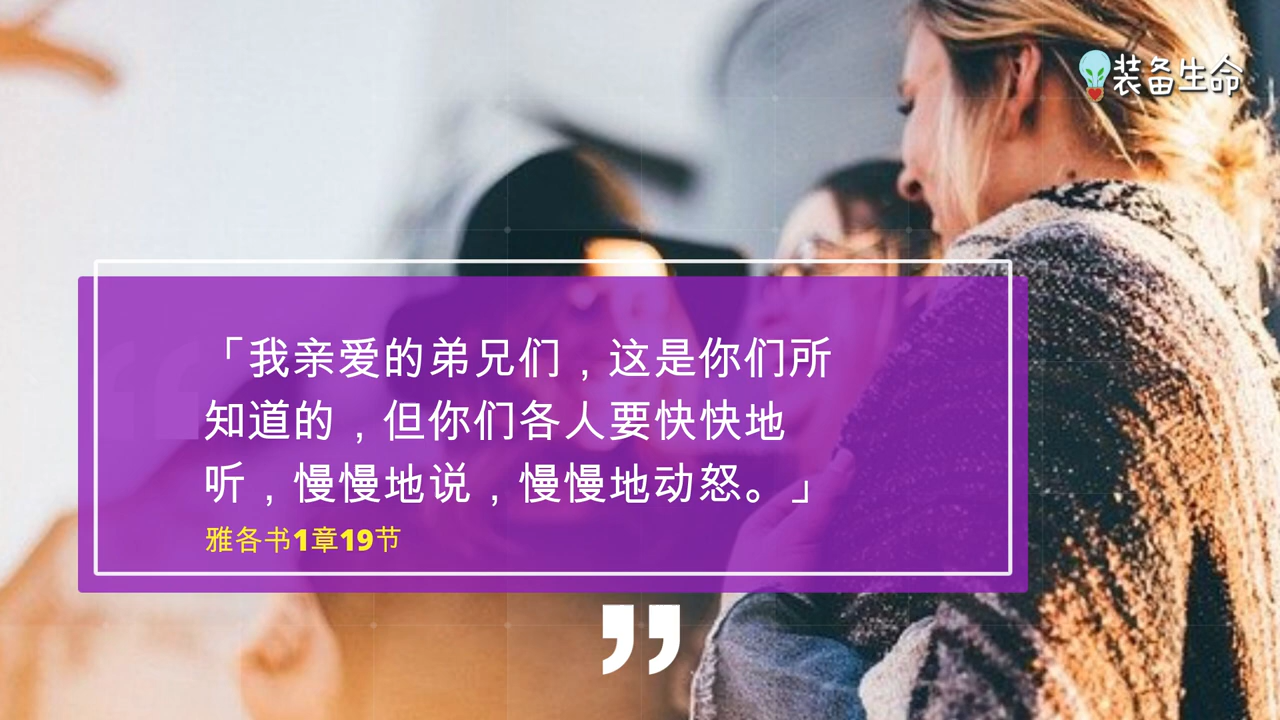 装备生命
「我亲爱的弟兄们，这是你们所
知道的，但你们各人要快快地
听，慢慢地说，慢慢地动怒。」
雅各书1章19节
”